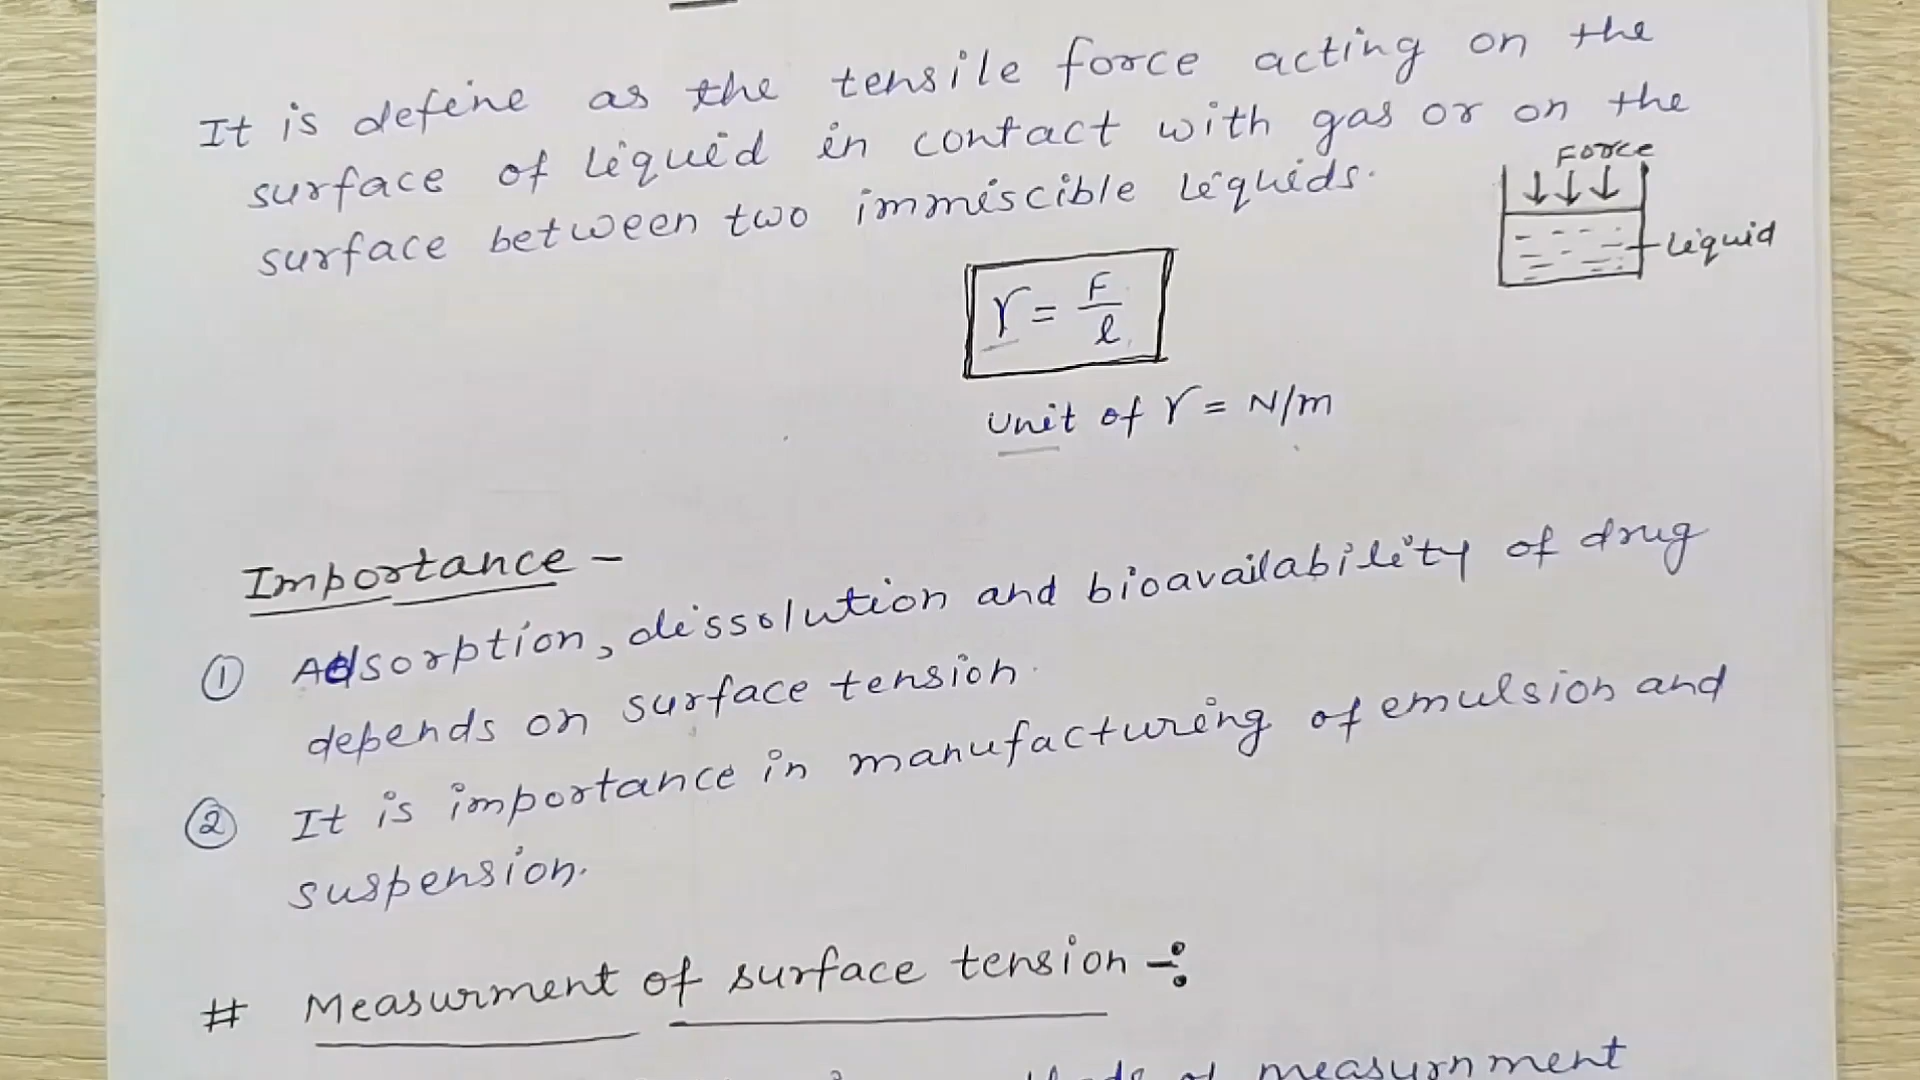 It is define as the tensile force acting on the
surface of liquid in contact with gas or on the
surface between two immiscible liquids.
Force
liquid
γ = F/l
unit of γ = N/m
Importance -
① Adsorption, dissolution and bioavailability of drug
depends on surface tension.
② It is importance in manufacturing of emulsion and
suspension.
# Measurment of surface tension -:
measurnment